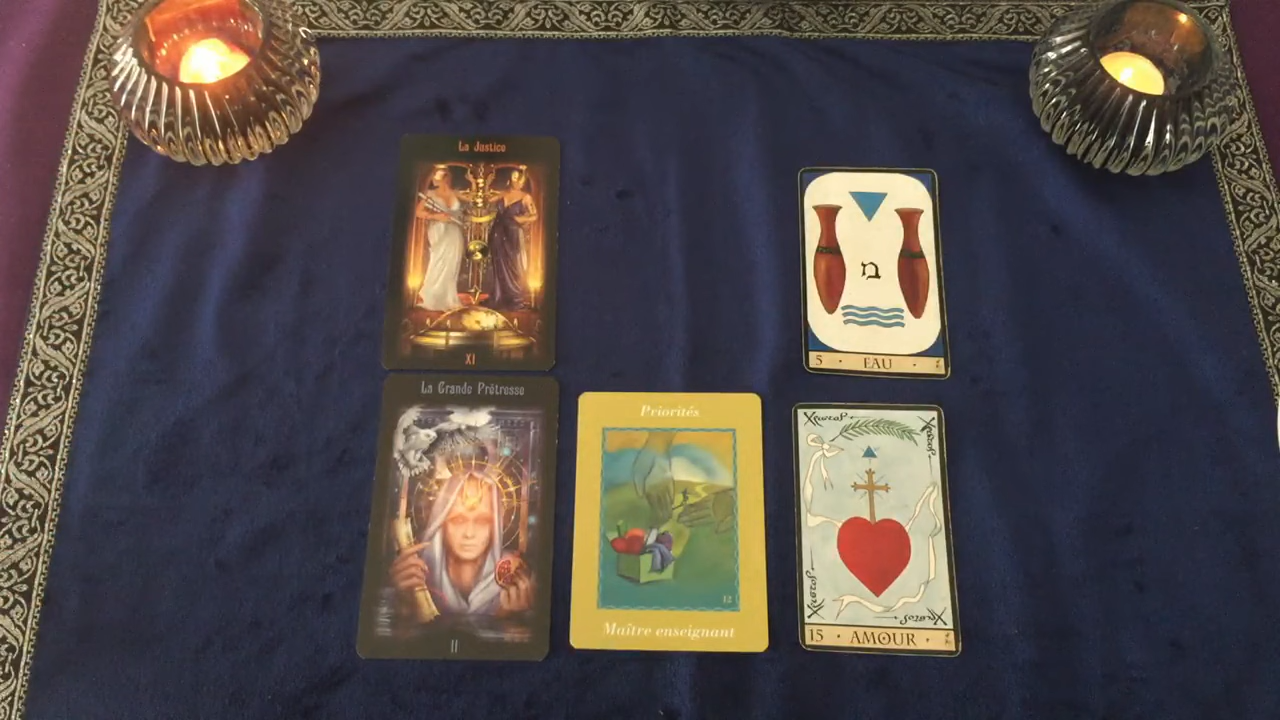 La Justice
XI
מ
5 · EAU ·
La Grande Prêtresse
II
Priorités
12
Maître enseignant
15 · AMOUR ·